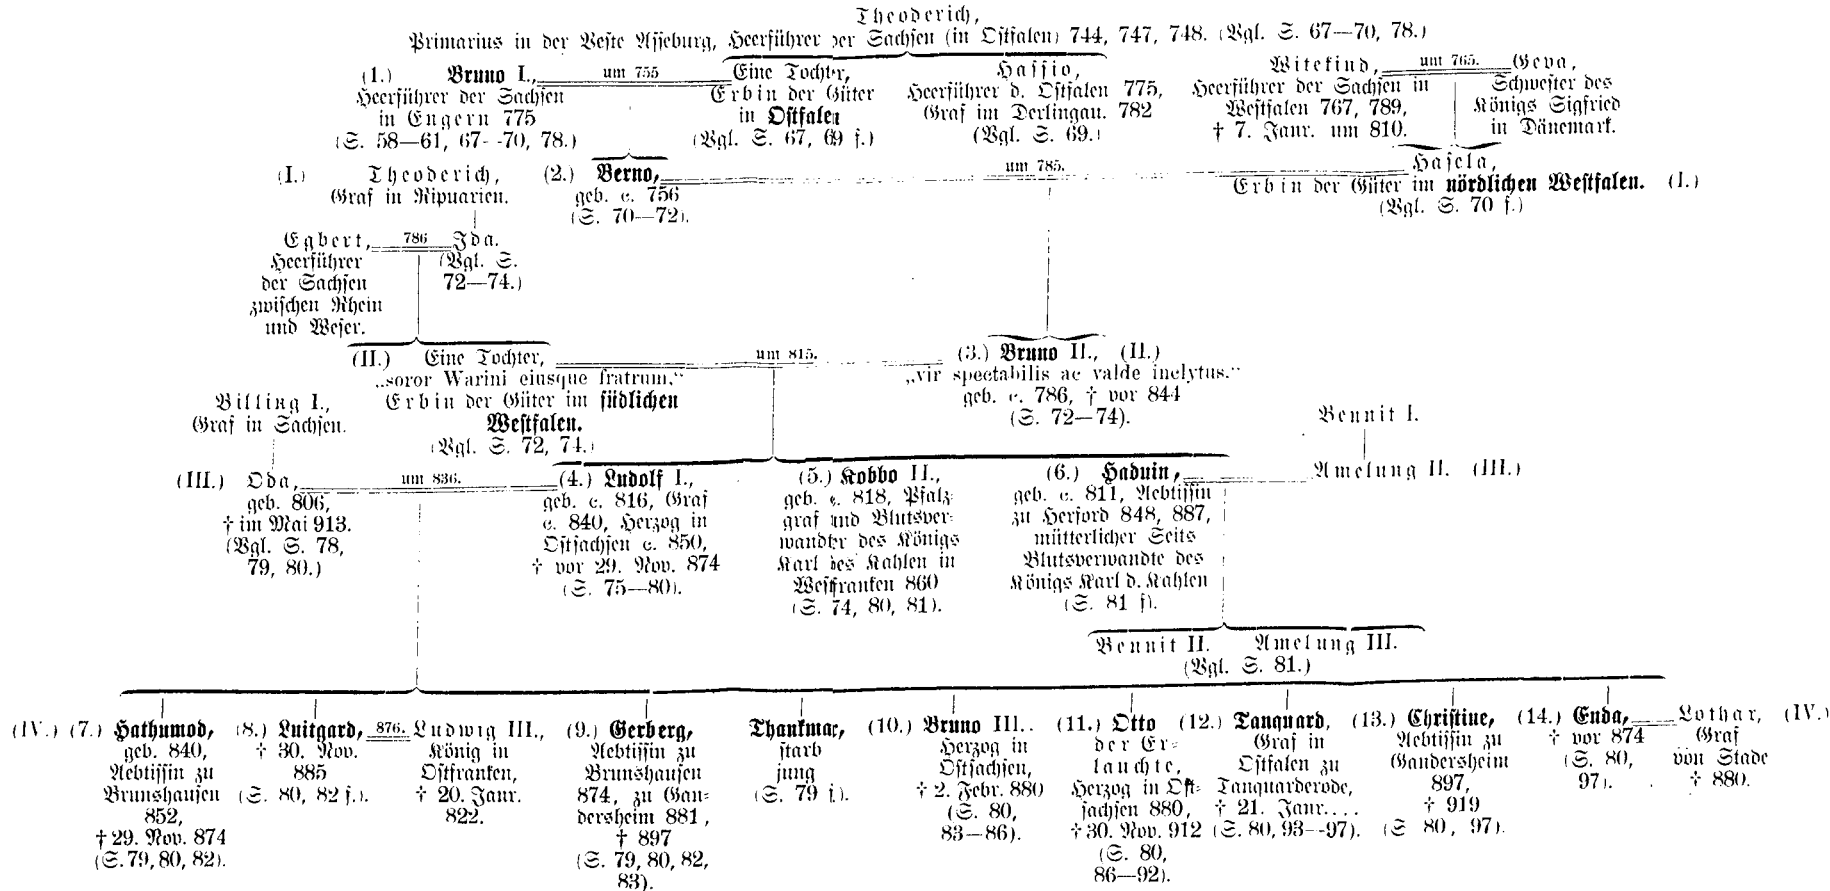 Theoderich,
Primarius in der Veste Asseburg, Heerführer der Sachsen (in Ostfalen) 744, 747, 748. (Vgl. S. 67—70, 78.)
(1.) Bruno I.,
um 755
Eine Tochter,
Erbin der Güter
in Ostfalen
(Vgl. S. 67, 69 f.)
Hassio,
Heerführer d. Ostfalen 775,
Graf im Derlingau. 782
(Vgl. S. 69.)
Witekind,
um 765.
Geva,
Heerführer der Sachsen in
Westfalen 767, 789,
† 7. Janr. um 810.
Schwester des
Königs Sigfried
in Dänemark.
Heerführer der Sachsen
in Engern 775
(S. 58—61, 67--70, 78.)
(I.) Theoderich,
Graf in Ripuarien.
(2.) Berno,
geb. c. 756
(S. 70—72).
um 785.
Hasela,
Erbin der Güter im nördlichen Westfalen. (I.)
(Vgl. S. 70 f.)
Egbert,
786
Ida.
Heerführer
der Sachsen
zwischen Rhein
und Weser.
(Vgl. S.
72—74.)
(II.) Eine Tochter,
„soror Warini eiusque fratrum,“
Erbin der Güter im südlichen
Westfalen.
(Vgl. S. 72, 74.)
um 815.
(3.) Bruno II., (II.)
„vir spectabilis ac valde inclytus.“
geb. c. 786, † vor 844
(S. 72—74).
Billing I.,
Graf in Sachsen.
Bennit I.
(III.) Oda,
geb. 806,
† im Mai 913.
(Vgl. S. 78,
79, 80.)
um 836.
(4.) Ludolf I.,
geb. c. 816, Graf
c. 840, Herzog in
Ostsachsen c. 850,
† vor 29. Nov. 874
(S. 75—80).
(5.) Kobbo II.,
geb. c. 818, Pfalz-
graf und Blutsver-
wandter des Königs
Karl des Kahlen in
Westfranken 860
(S. 74, 80, 81).
(6.) Haduin,
geb. c. 811, Aebtissin
zu Herford 848, 887,
mütterlicher Seits
Blutsverwandte des
Königs Karl d. Kahlen
(S. 81 f).
Amelung II. (III.)
Bennit II. Amelung III.
(Vgl. S. 81.)
(IV.) (7.) Hathumod,
geb. 840,
Aebtissin zu
Brunshausen
852,
† 29. Nov. 874
(S. 79, 80, 82).
(8.) Luitgard,
† 30. Nov.
885
(S. 80, 82 f.).
876.
Ludwig III.,
König in
Ostfranken,
† 20. Janr.
822.
(9.) Gerberg,
Aebtissin zu
Brunshausen
874, zu Gan-
dersheim 881,
† 897
(S. 79, 80, 82,
83).
Thankmar,
starb
jung
(S. 79 f.).
(10.) Bruno III..
Herzog in
Ostsachsen,
† 2. Febr. 880
(S. 80,
83—86).
(11.) Otto
der Er-
lauchte,
Herzog in Ost-
sachsen 880,
† 30. Nov. 912
(S. 80,
86—92).
(12.) Tanquard,
Graf in
Ostfalen zu
Tanquarderode,
† 21. Janr....
(S. 80, 93--97).
(13.) Christine,
Aebtissin zu
Gandersheim
897,
† 919
(S 80, 97).
(14.) Enda,
† vor 874
(S. 80,
97).
Lothar, (IV.)
Graf
von Stade
† 880.